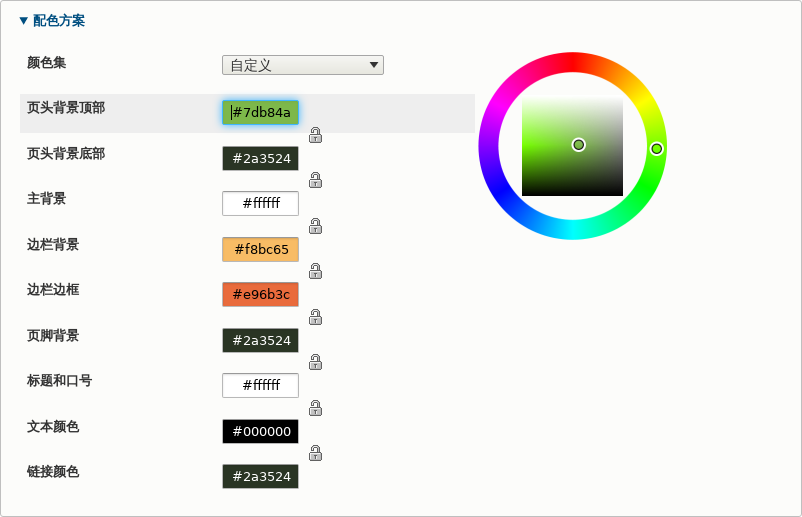 配色方案
颜色集 自定义
页头背景顶部 #7db84a
页头背景底部 #2a3524
主背景 #ffffff
边栏背景 #f8bc65
边栏边框 #e96b3c
页脚背景 #2a3524
标题和口号 #ffffff
文本颜色 #000000
链接颜色 #2a3524